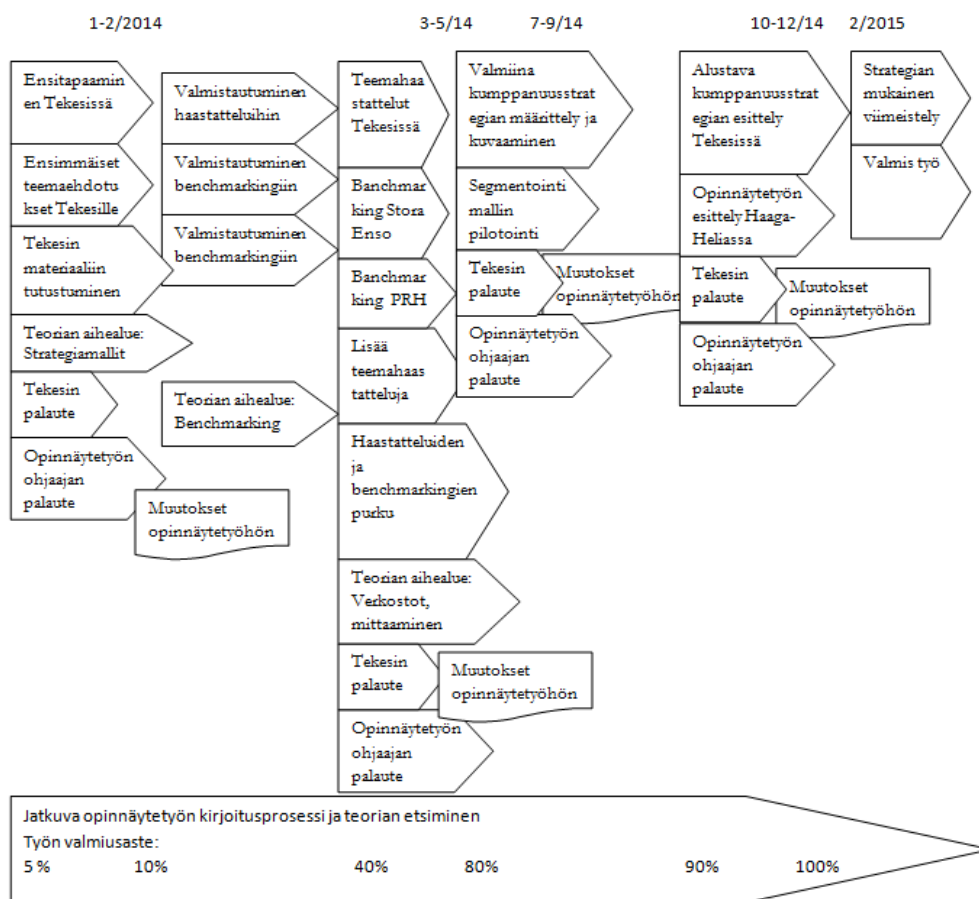 1-2/2014
3-5/14
7-9/14
10-12/14
2/2015
Ensitapaamin
en Tekesissä
Ensimmäiset
teemaehdotu
kset Tekesille
Tekesin
materiaaliin
tutustuminen
Teorian aihealue:
Strategiamallit
Tekesin
palaute
Opinnäytetyön
ohjaajan
palaute
Muutokset
opinnäytetyöhön
Valmistautuminen
haastatteluihin
Valmistautuminen
benchmarkingiin
Valmistautuminen
benchmarkingiin
Teorian aihealue:
Benchmarking
Teemahaa
stattelut
Tekesissä
Banchmar
king Stora
Enso
Banchmar
king PRH
Lisää
teemahaas
tatteluja
Haastatteluiden
ja
benchmarkingien
purku
Teorian aihealue:
Verkostot,
mittaaminen
Tekesin
palaute
Muutokset
opinnäytetyöhön
Opinnäytetyön
ohjaajan
palaute
Valmiina
kumppanuusstrat
egian määrittely ja
kuvaaminen
Segmentointi
mallin
pilotointi
Tekesin
palaute
Muutokset
opinnäytetyöhön
Opinnäytetyön
ohjaajan
palaute
Alustava
kumppanuusstrat
egian esittely
Tekesissä
Opinnäytetyön
esittely Haaga-
Heliassa
Tekesin
palaute
Muutokset
opinnäytetyöhön
Opinnäytetyön
ohjaajan
palaute
Strategian
mukainen
viimeistely
Valmis työ
Jatkuva opinnäytetyön kirjoitusprosessi ja teorian etsiminen
Työn valmiusaste:
5 % 10% 40% 80% 90% 100%